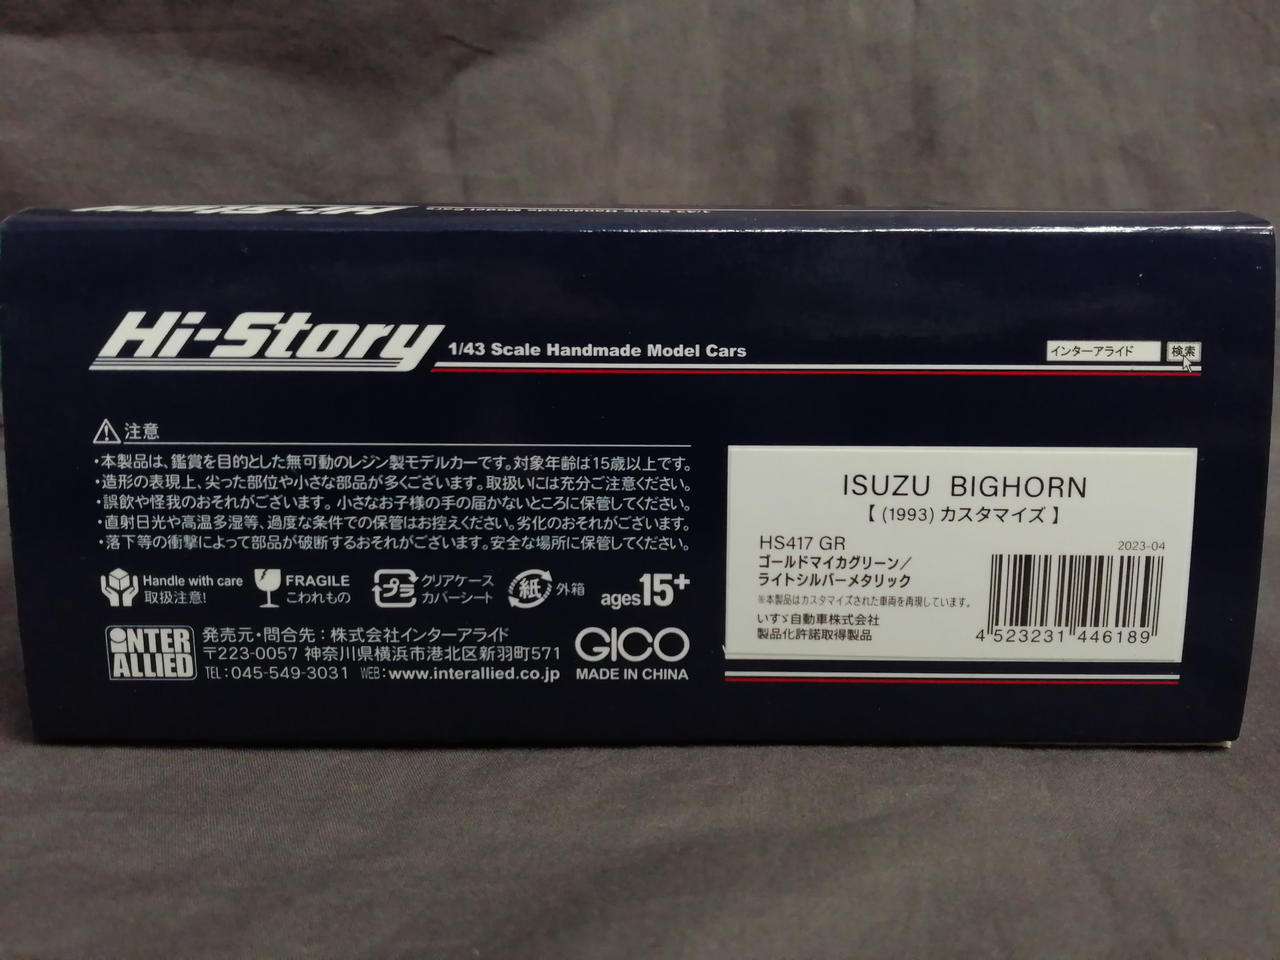 Hi-Story
1/43 Scale Handmade Model Cars
Hi-Story
1/43 Scale Handmade Model Cars
インターアライド 検索
注意
・本製品は、鑑賞を目的とした無可動のレジン製モデルカーです。対象年齢は15歳以上です。
・造形の表現上、尖った部位や小さな部品が多くございます。取扱いには充分ご注意ください。
・誤飲や怪我のおそれがございます。小さなお子様の手の届かないところに保管してください。
・直射日光や高温多湿等、過度な条件での保管はお控えください。劣化のおそれがございます。
・落下等の衝撃によって部品が破断するおそれがございます。安全な場所に保管してください。
Handle with care
取扱注意!
FRAGILE
こわれもの
プラ
クリアケース
カバーシート
紙
外箱
ages15+
INTER
ALLIED
発売元・問合先:株式会社インターアライド
〒223-0057 神奈川県横浜市港北区新羽町571
TEL:045-549-3031 WEB:www.interallied.co.jp
GICO
MADE IN CHINA
ISUZU BIGHORN
【(1993)カスタマイズ】
HS417 GR
2023-04
ゴールドマイカグリーン/
ライトシルバーメタリック
※本製品はカスタマイズされた車両を再現しています。
いすゞ自動車株式会社
製品化許諾取得製品
4 523231 446189